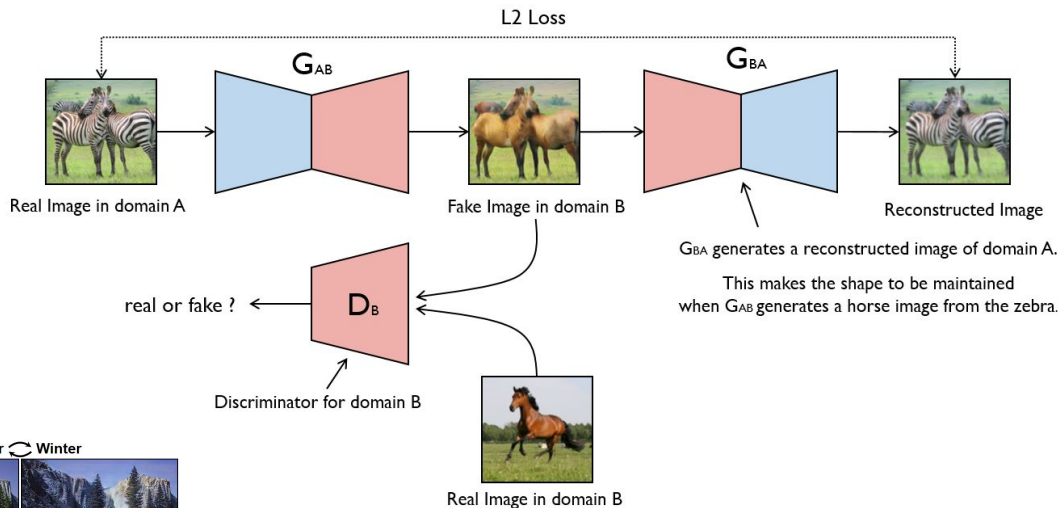 L2 Loss
GAB
GBA
Real Image in domain A
Fake Image in domain B
Reconstructed Image
GBA generates a reconstructed image of domain A.
This makes the shape to be maintained
when GAB generates a horse image from the zebra.
real or fake ?
DB
Discriminator for domain B
Winter
Real Image in domain B